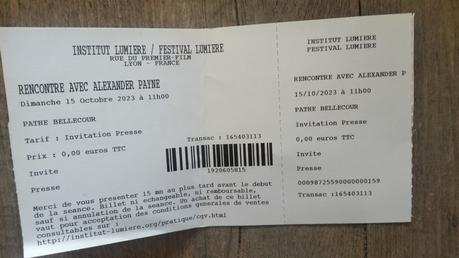 INSTITUT LUMIERE / FESTIVAL LUMIERE
RUE DU PREMIER-FILM
LYON - FRANCE
RENCONTRE AVEC ALEXANDER PAYNE
Dimanche 15 Octobre 2023 à 11h00
PATHE BELLECOUR
Tarif : Invitation Presse
Prix : 0,00 euros TTC
Invite
Presse
Transac : 165403113
1920605815
Merci de vous presenter 15 mn au plus tard avant le debut
de la seance. Billet ni echangeable, ni remboursable,
sauf si annulation de la seance. Un achat de ce billet
vaut pour acceptation des conditions generales de ventes
consultables sur :
http://institut-lumiere.org/pratique/cgv.html
INSTITUT LUMIERE
FESTIVAL LUMIERE
RENCONTRE AVEC ALEXANDER P
15/10/2023 à 11h00
PATHE BELLECOUR
Invitation Presse
0,00 euros TTC
Invite
Presse
00098725590000000159
Transac :165403113